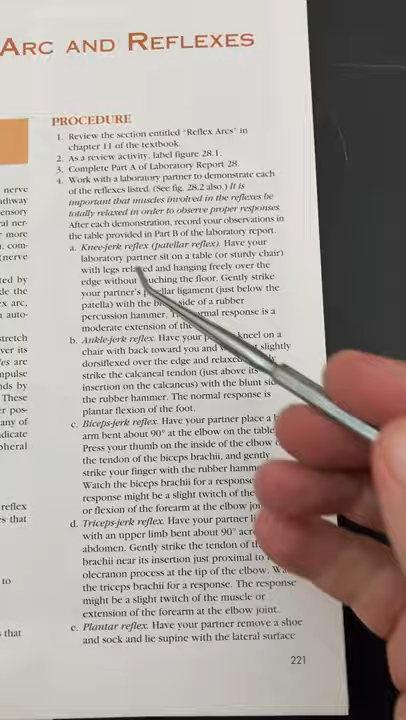 ARC AND REFLEXES
nerve
athway
ensory
ral ner-
more
, com-
(nerve
ted by
de the
ex arc,
n auto-
stretch
ver its
les are
mpulse
nds by
These
er pos-
any of
ndicate
pheral
reflex
es that
to
s that
PROCEDURE
1. Review the section entitled "Reflex Arcs" in
chapter 11 of the textbook.
2. As a review activity, label figure 28.1.
3. Complete Part A of Laboratory Report 28.
4. Work with a laboratory partner to demonstrate each
of the reflexes listed. (See fig. 28.2 also.) It is
important that muscles involved in the reflexes be
totally relaxed in order to observe proper responses.
After each demonstration, record your observations in
the table provided in Part B of the laboratory report.
a. Knee-jerk reflex (patellar reflex). Have your
laboratory partner sit on a table (or sturdy chair)
with legs relaxed and hanging freely over the
edge without touching the floor. Gently strike
your partner's patellar ligament (just below the
patella) with the side of a rubber
percussion hammer. The normal response is a
moderate extension of the
b. Ankle-jerk reflex. Have your kneel on a
chair with back toward you and slightly
dorsiflexed over the edge and relaxed.
strike the calcaneal tendon (just above its
insertion on the calcaneus) with the blunt
the rubber hammer. The normal response is
plantar flexion of the foot.
c. Biceps-jerk reflex. Have your partner place a
arm bent about 90° at the elbow on the table.
Press your thumb on the inside of the elbow
the tendon of the biceps brachii, and gently
strike your finger with the rubber
Watch the biceps brachii for a response.
response might be a slight twitch of the
or flexion of the forearm at the elbow
d. Triceps-jerk reflex. Have your partner
with an upper limb bent about 90°
abdomen. Gently strike the tendon of
brachii near its insertion just proximal to
olecranon process at the tip of the elbow.
the triceps brachii for a response. The response
might be a slight twitch of the muscle or
extension of the forearm at the elbow joint.
e. Plantar reflex. Have your partner remove a shoe
and sock and lie supine with the lateral surface
221